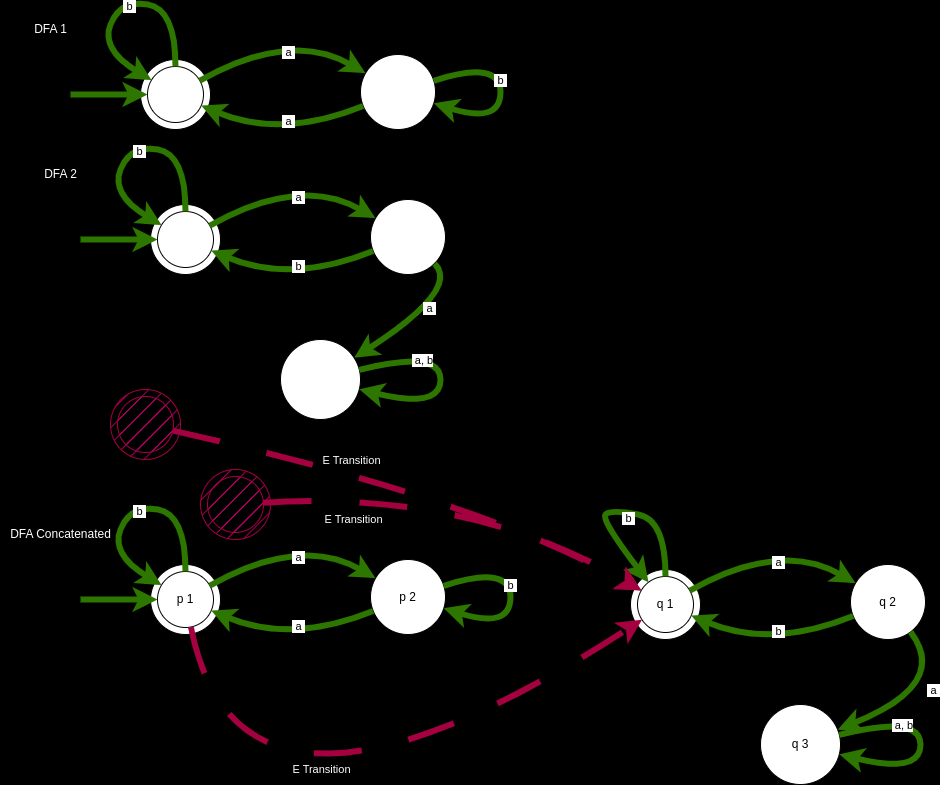 b
DFA 1
a
b
a
b
DFA 2
a
b
a
a, b
E Transition
E Transition
b
b
DFA Concatenated
a
a
p 1
p 2
b
q 1
q 2
a
b
a
a, b
q 3
E Transition